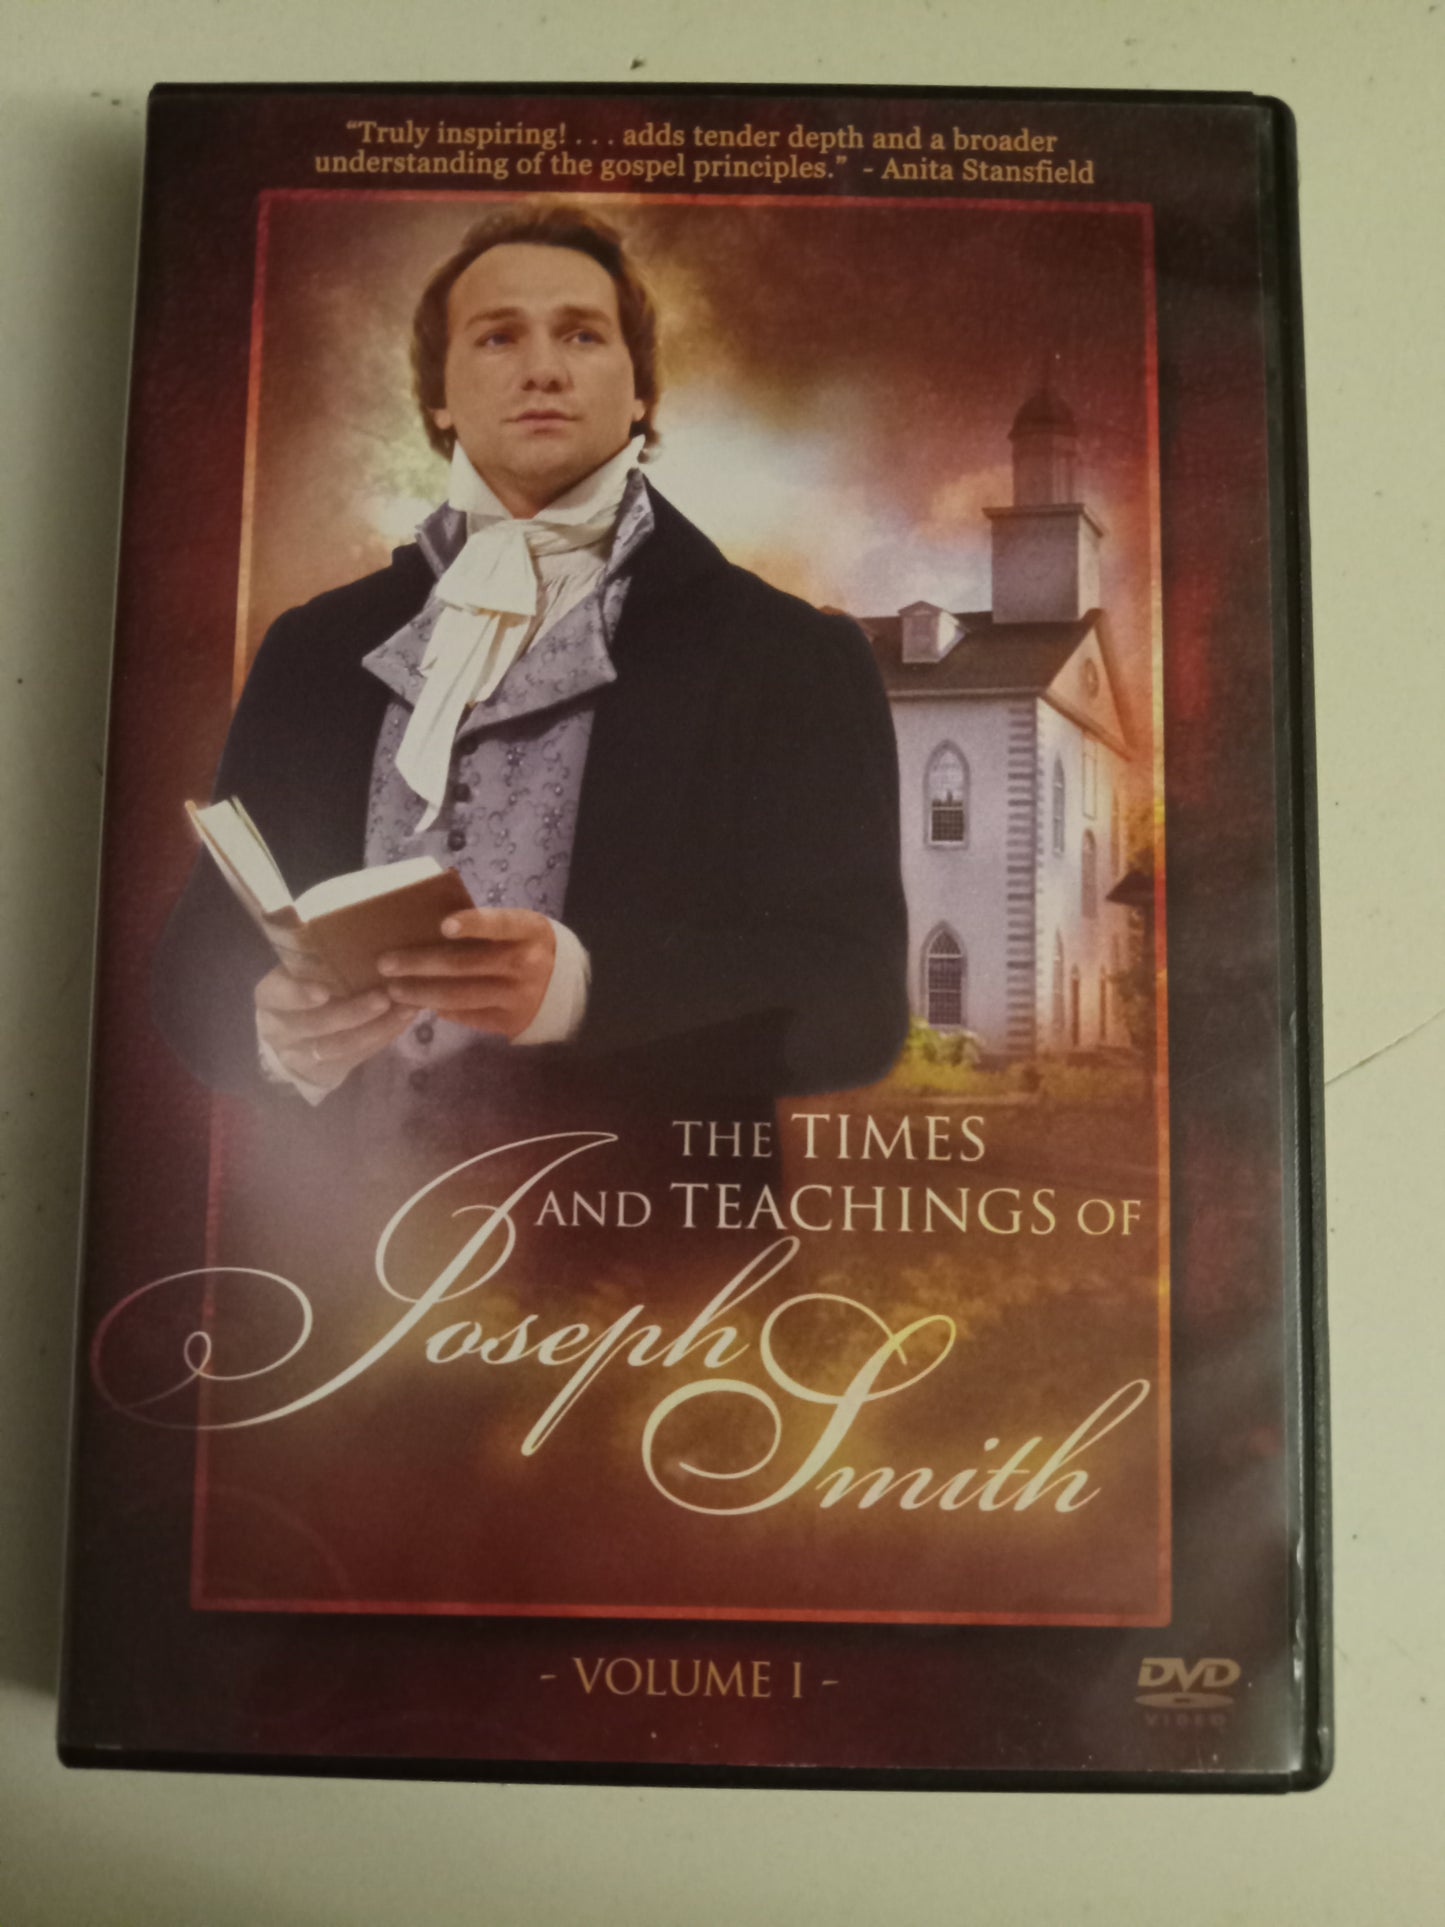 “Truly inspiring! . . . adds tender depth and a broader
understanding of the gospel principles.” - Anita Stansfield
THE TIMES
AND TEACHINGS OF
Joseph
Smith
- VOLUME I -
DVD
VIDEO